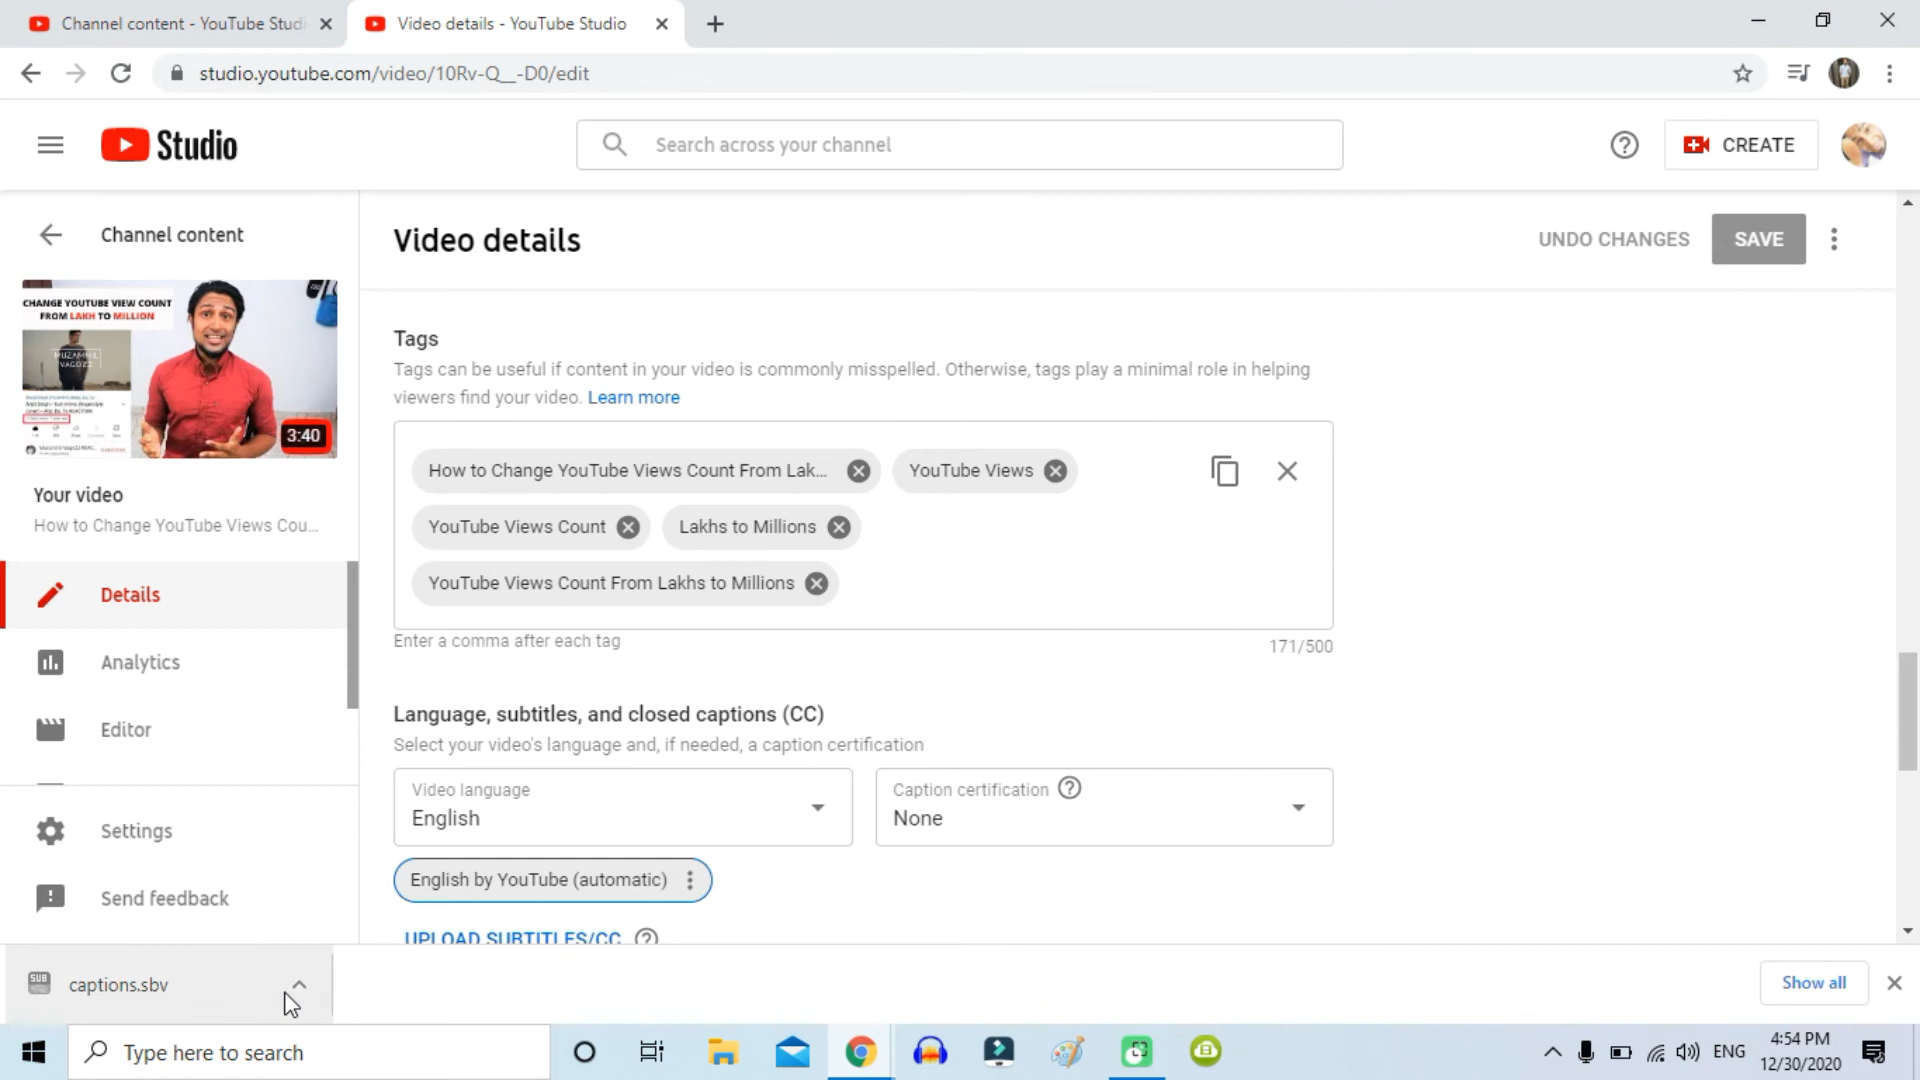 Channel content - YouTube Studi
Video details - YouTube Studio
studio.youtube.com/video/10Rv-Q__-D0/edit
Studio
Search across your channel
CREATE
Channel content
Video details
UNDO CHANGES
SAVE
CHANGE YOUTUBE VIEW COUNT
FROM LAKH TO MILLION
3:40
Your video
How to Change YouTube Views Cou...
Details
Analytics
Editor
Settings
Send feedback
Tags
Tags can be useful if content in your video is commonly misspelled. Otherwise, tags play a minimal role in helping
viewers find your video. Learn more
How to Change YouTube Views Count From Lak...
YouTube Views
YouTube Views Count
Lakhs to Millions
YouTube Views Count From Lakhs to Millions
Enter a comma after each tag
171/500
Language, subtitles, and closed captions (CC)
Select your video's language and, if needed, a caption certification
Video language
English
Caption certification
None
English by YouTube (automatic)
UPLOAD SUBTITLES/CC
SUB
captions.sbv
Show all
Type here to search
ENG
4:54 PM
12/30/2020